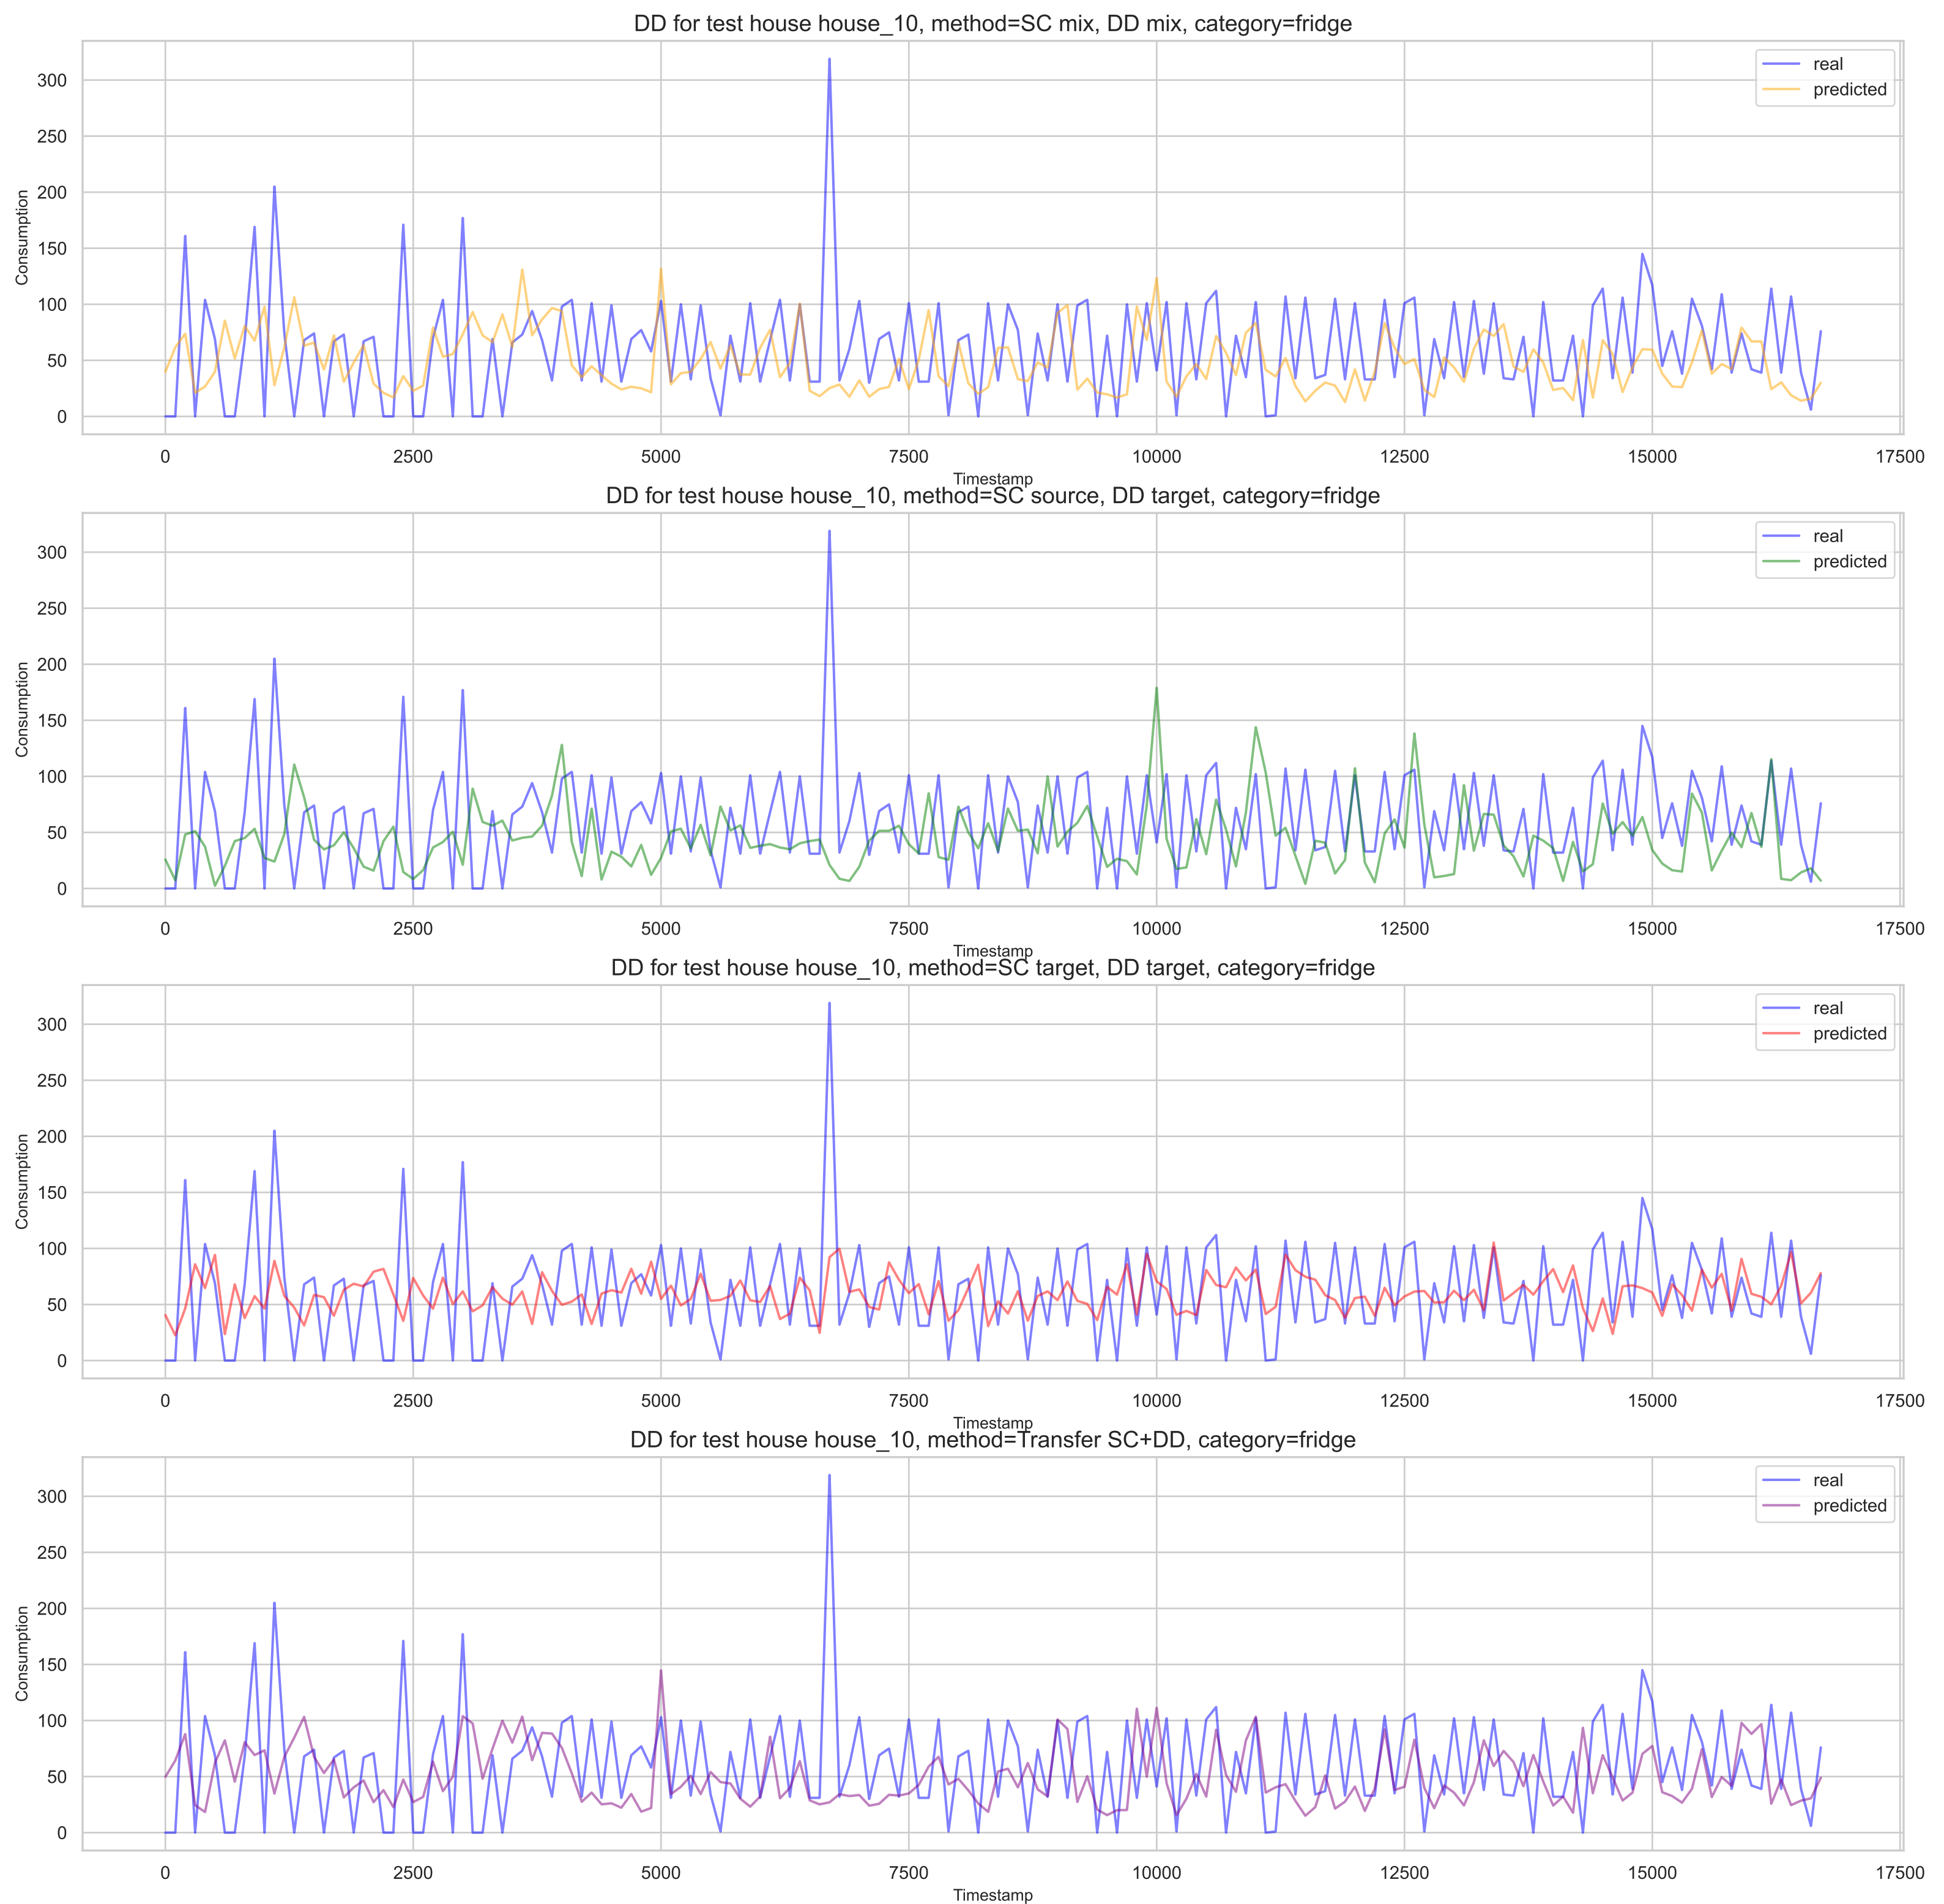 DD for test house house_10, method=SC mix, DD mix, category=fridge
real
predicted
Consumption
300
250
200
150
100
50
0
0 2500 5000 7500 10000 12500 15000 17500
Timestamp
DD for test house house_10, method=SC source, DD target, category=fridge
real
predicted
Consumption
300
250
200
150
100
50
0
0 2500 5000 7500 10000 12500 15000 17500
Timestamp
DD for test house house_10, method=SC target, DD target, category=fridge
real
predicted
Consumption
300
250
200
150
100
50
0
0 2500 5000 7500 10000 12500 15000 17500
Timestamp
DD for test house house_10, method=Transfer SC+DD, category=fridge
real
predicted
Consumption
300
250
200
150
100
50
0
0 2500 5000 7500 10000 12500 15000 17500
Timestamp